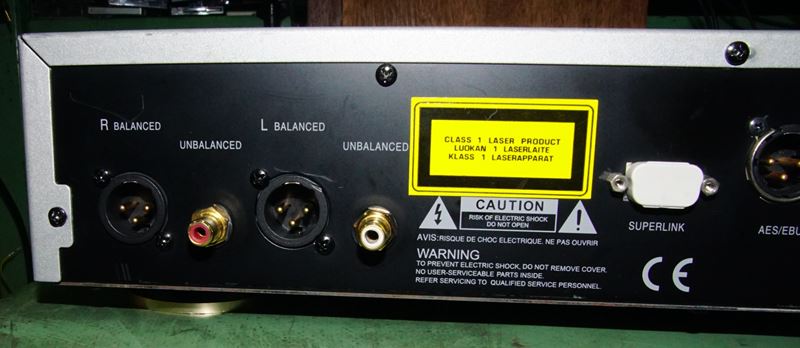 R BALANCED
UNBALANCED
L BALANCED
UNBALANCED
CLASS 1 LASER PRODUCT
LUOKAN 1 LASERLAITE
KLASS 1 LASERAPPARAT
CAUTION
RISK OF ELECTRIC SHOCK
DO NOT OPEN
AVIS:RISQUE DE CHOC ELECTRIQUE. NE PAS OUVRIR
WARNING
TO PREVENT ELECTRIC SHOCK, DO NOT REMOVE COVER.
NO USER-SERVICEABLE PARTS INSIDE.
REFER SERVICING TO QUALIFIED SERVICE PERSONNEL.
SUPERLINK
CE
AES/EBU